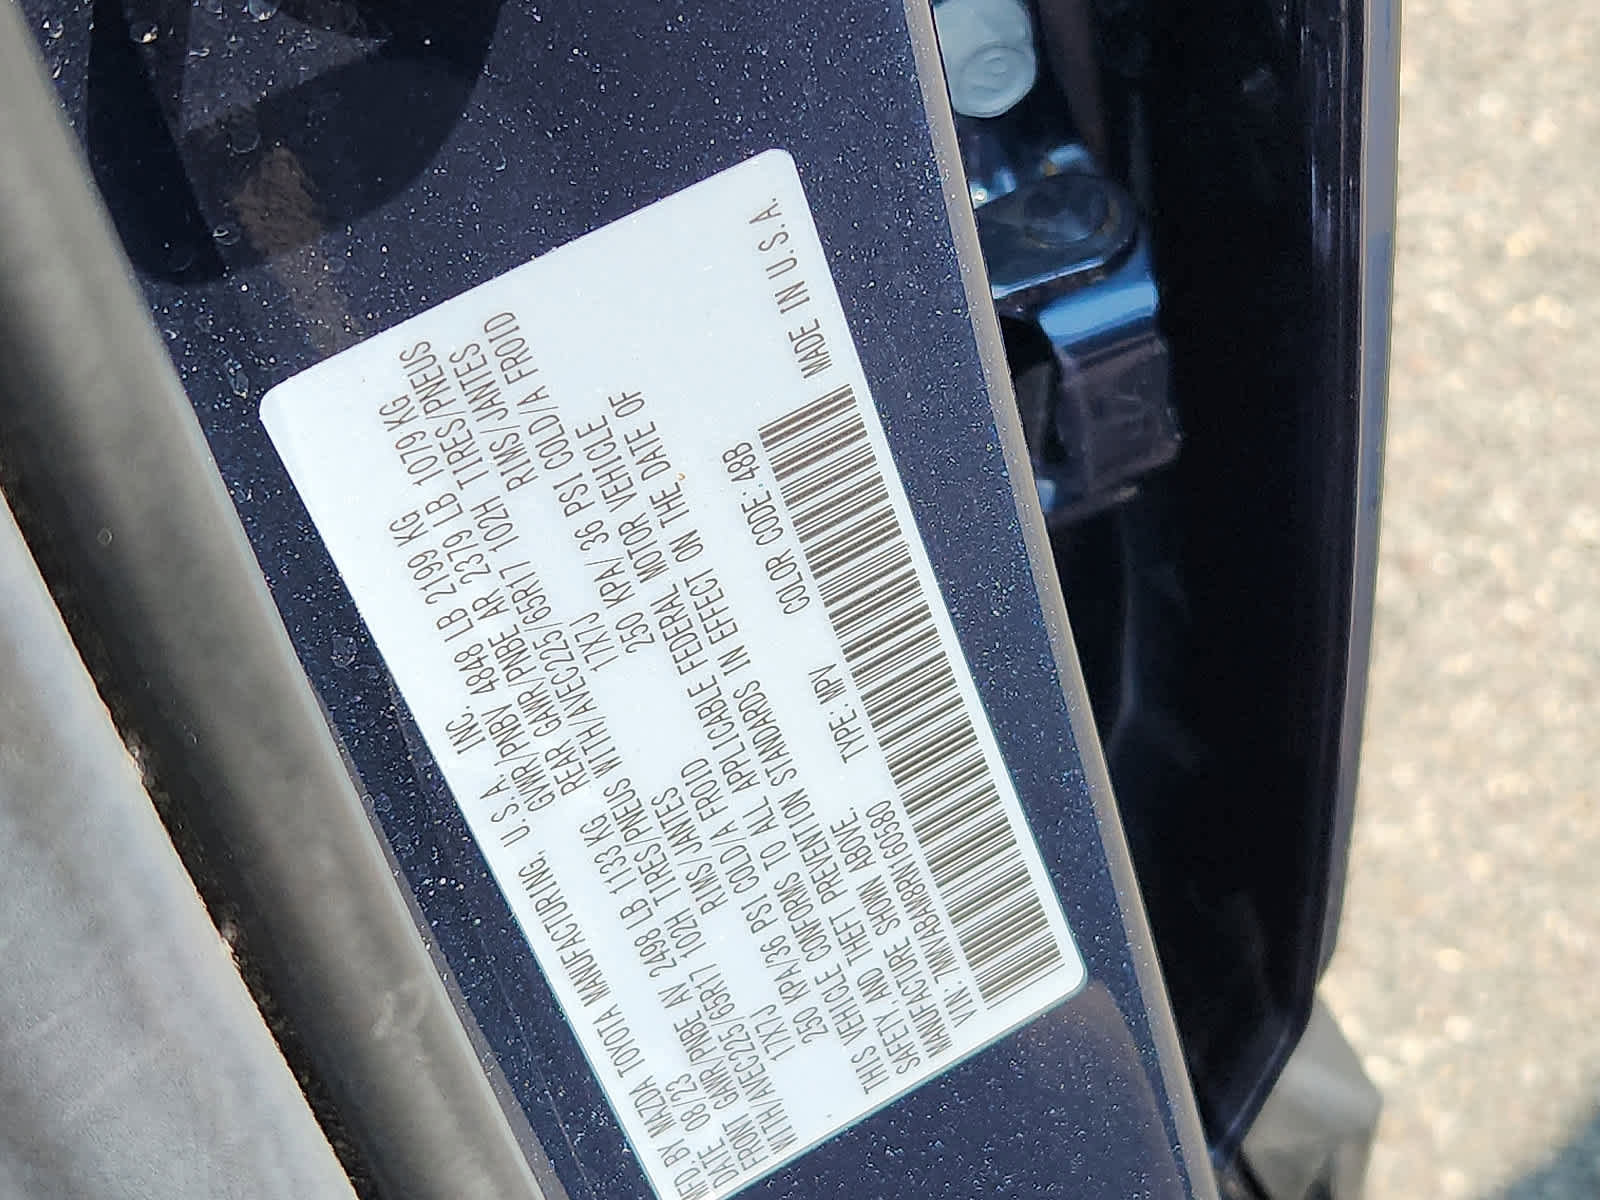 MFD.BY MAZDA TOYOTA MANUFACTURING, U.S.A., INC.
DATE: 08/23 GVWR/PNBV 4848 LB 2199 KG
FRONT GAWR/PNBE AV 2498 LB 1133 KG REAR GAWR/PNBE AR 2379 LB 1079 KG
WITH/AVEC225/65R17 102H TIRES/PNEUS WITH/AVEC225/65R17 102H TIRES/PNEUS
17X7J RIMS/JANTES 17X7J RIMS/JANTES
250 KPA/36 PSI COLD/A FROID 250 KPA/36 PSI COLD/A FROID
THIS VEHICLE CONFORMS TO ALL APPLICABLE FEDERAL MOTOR VEHICLE
SAFETY, AND THEFT PREVENTION STANDARDS IN EFFECT ON THE DATE OF
MANUFACTURE SHOWN ABOVE.
VIN: 7MMVABAM8RN160580 TYPE: MPV COLOR CODE: 48B
MADE IN U.S.A.